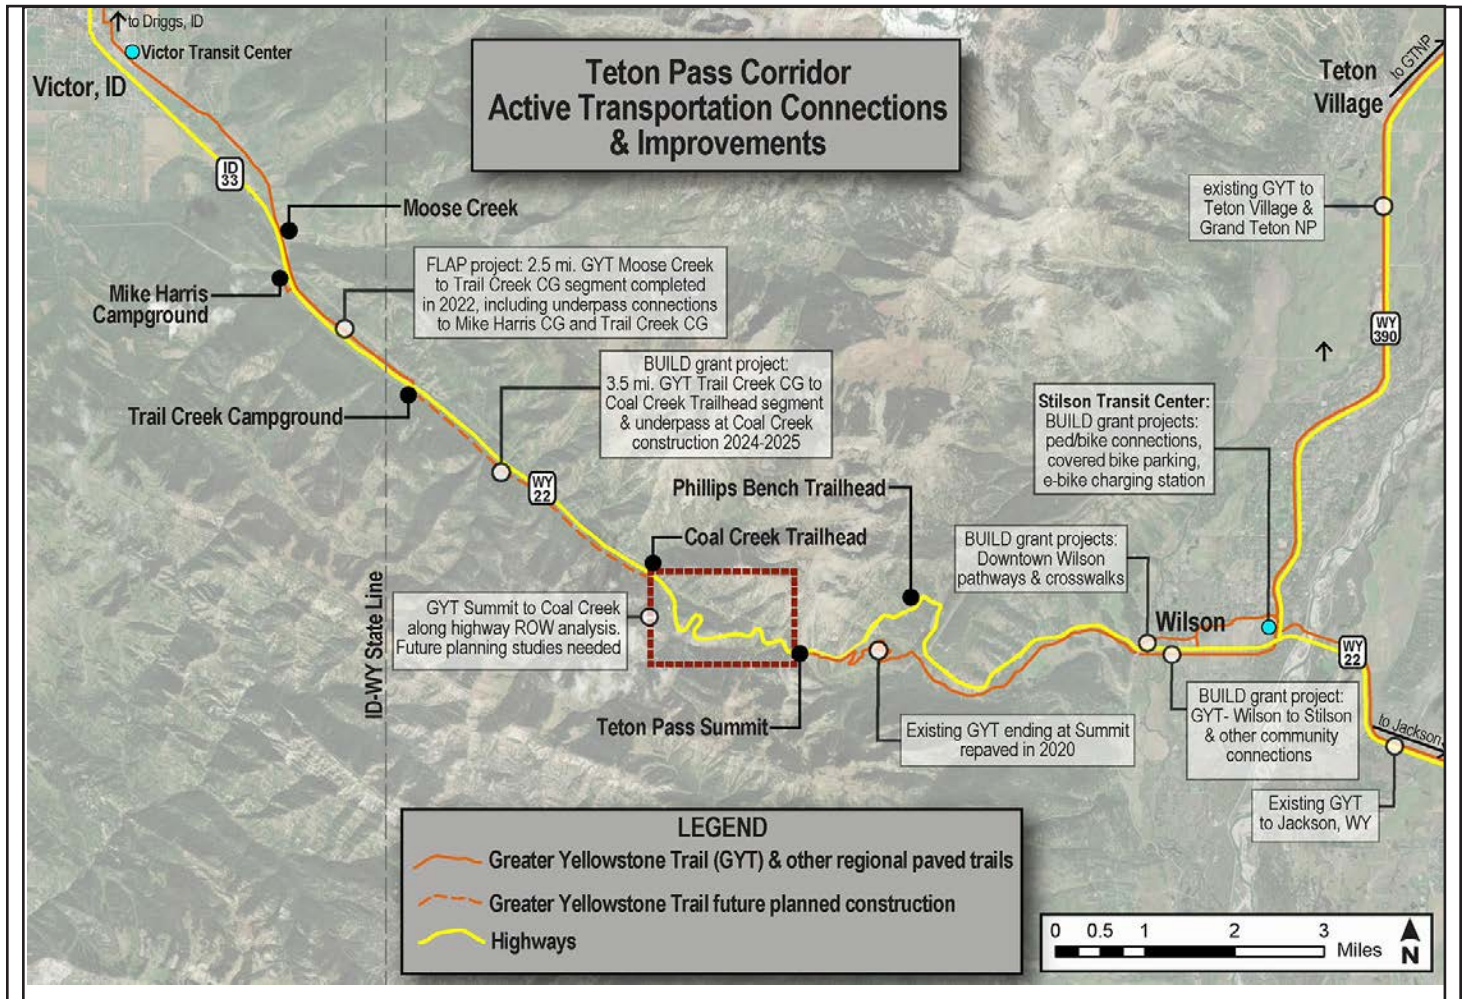 to Driggs, ID
Victor Transit Center
Victor, ID
Teton Pass Corridor
Active Transportation Connections
& Improvements
Teton
Village
to GTNP
ID
33
Moose Creek
existing GYT to
Teton Village &
Grand Teton NP
Mike Harris
Campground
FLAP project: 2.5 mi. GYT Moose Creek
to Trail Creek CG segment completed
in 2022, including underpass connections
to Mike Harris CG and Trail Creek CG
WY
390
BUILD grant project:
3.5 mi. GYT Trail Creek CG to
Coal Creek Trailhead segment
& underpass at Coal Creek
construction 2024-2025
Trail Creek Campground
Stilson Transit Center:
BUILD grant projects:
ped/bike connections,
covered bike parking,
e-bike charging station
WY
22
Phillips Bench Trailhead
Coal Creek Trailhead
BUILD grant projects:
Downtown Wilson
pathways & crosswalks
ID-WY State Line
GYT Summit to Coal Creek
along highway ROW analysis.
Future planning studies needed
Wilson
WY
22
Teton Pass Summit
Existing GYT ending at Summit
repaved in 2020
BUILD grant project:
GYT- Wilson to Stilson
& other community
connections
to Jackson
Existing GYT
to Jackson, WY
LEGEND
Greater Yellowstone Trail (GYT) & other regional paved trails
Greater Yellowstone Trail future planned construction
Highways
0 0.5 1 2 3
Miles
N